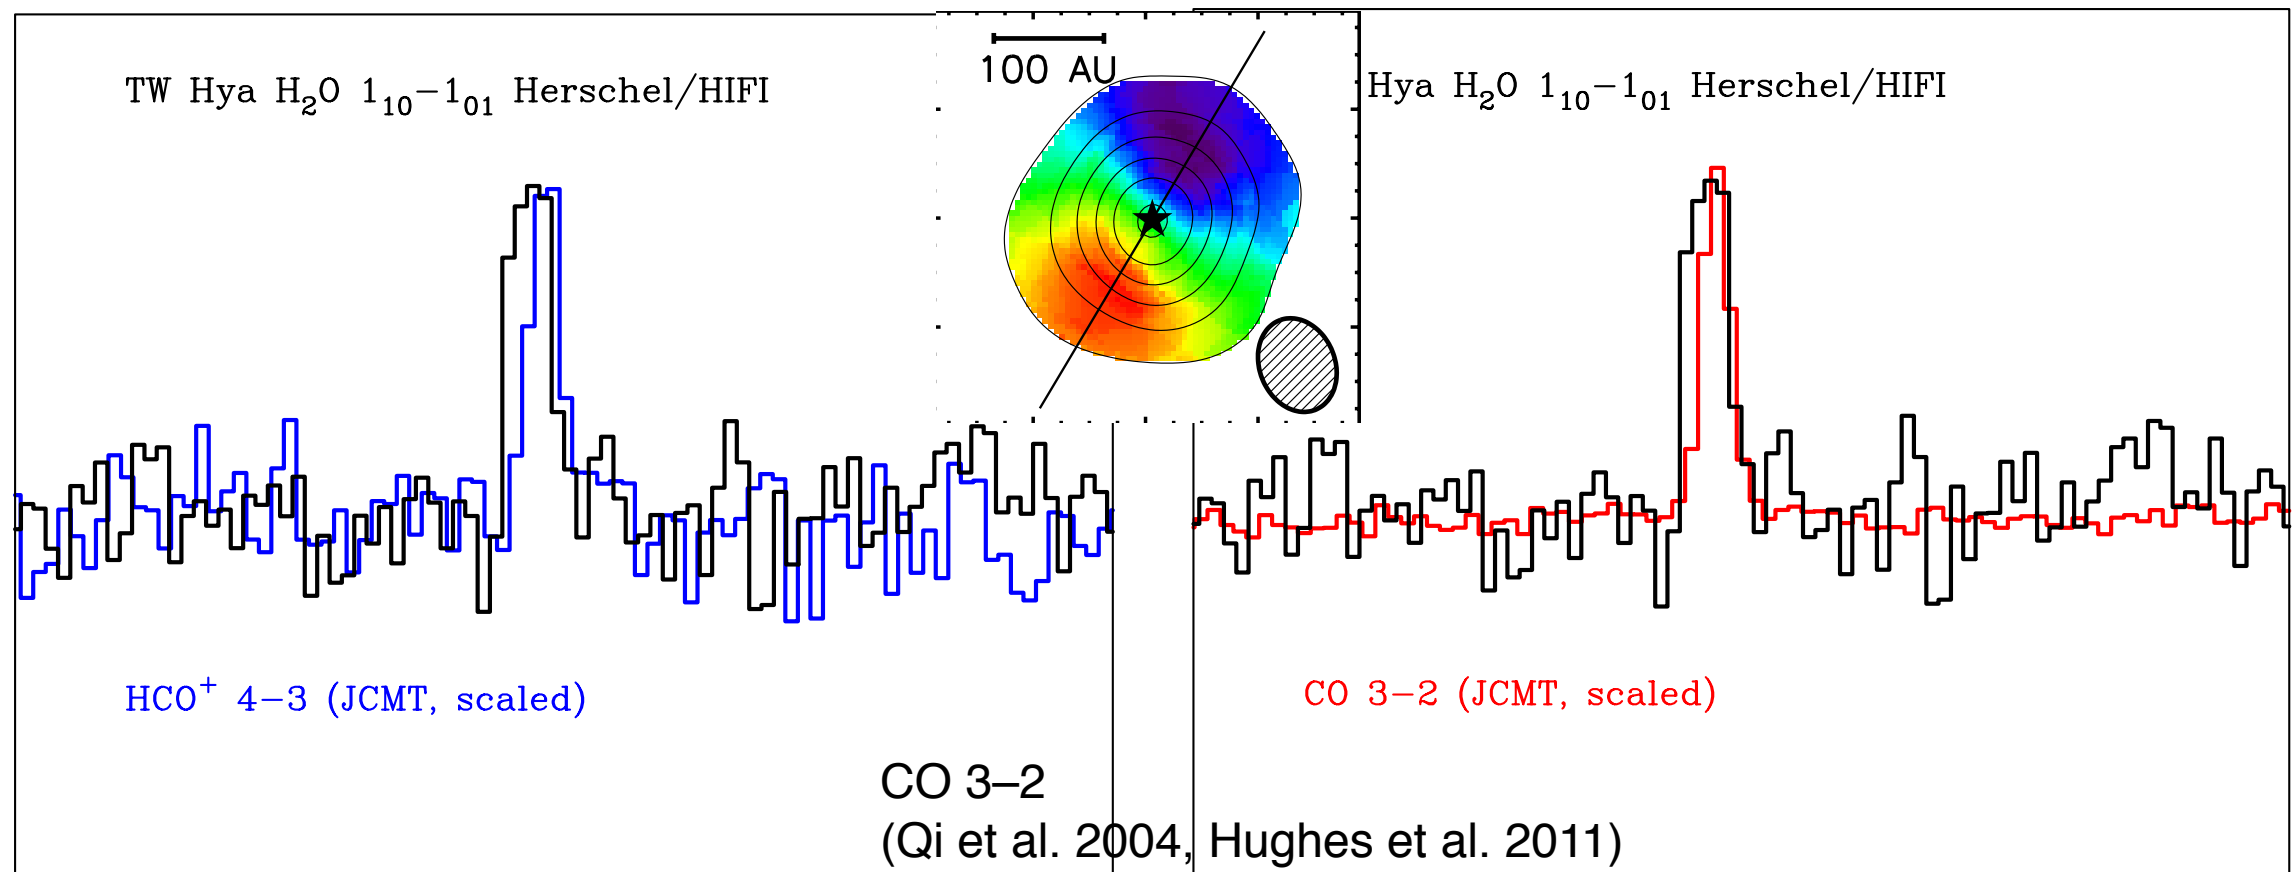 TW Hya H₂O 1₁₀−1₀₁ Herschel/HIFI
100 AU
Hya H₂O 1₁₀−1₀₁ Herschel/HIFI
HCO⁺ 4−3 (JCMT, scaled)
CO 3−2 (JCMT, scaled)
CO 3–2
(Qi et al. 2004, Hughes et al. 2011)